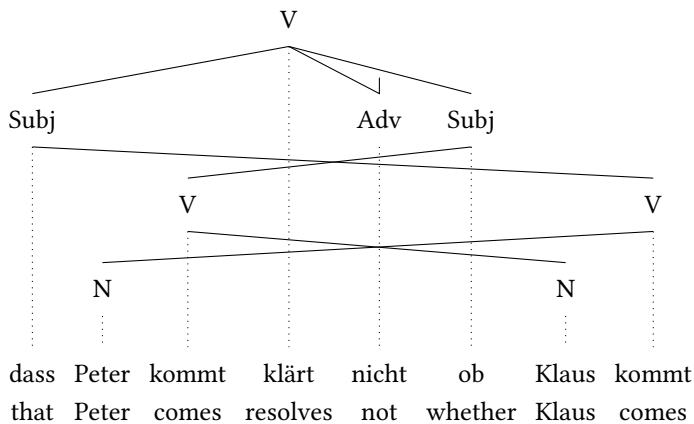 V
Subj Adv Subj
V V
N N
dass Peter kommt klärt nicht ob Klaus kommt
that Peter comes resolves not whether Klaus comes